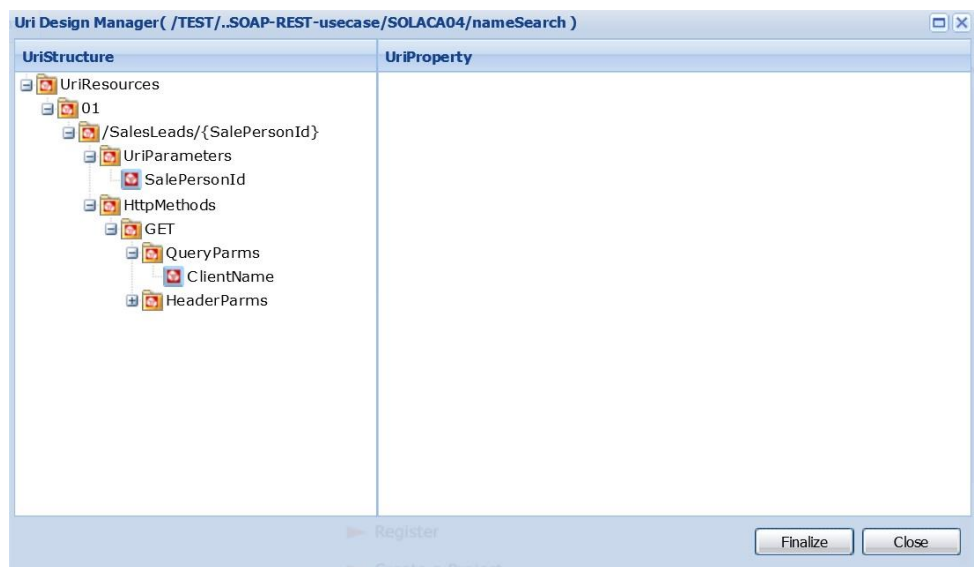 Uri Design Manager( /TEST/..SOAP-REST-usecase/SOLACA04/nameSearch )
UriStructure
UriProperty
UriResources
01
/SalesLeads/{SalePersonId}
UriParameters
SalePersonId
HttpMethods
GET
QueryParms
ClientName
HeaderParms
Register
Finalize
Close